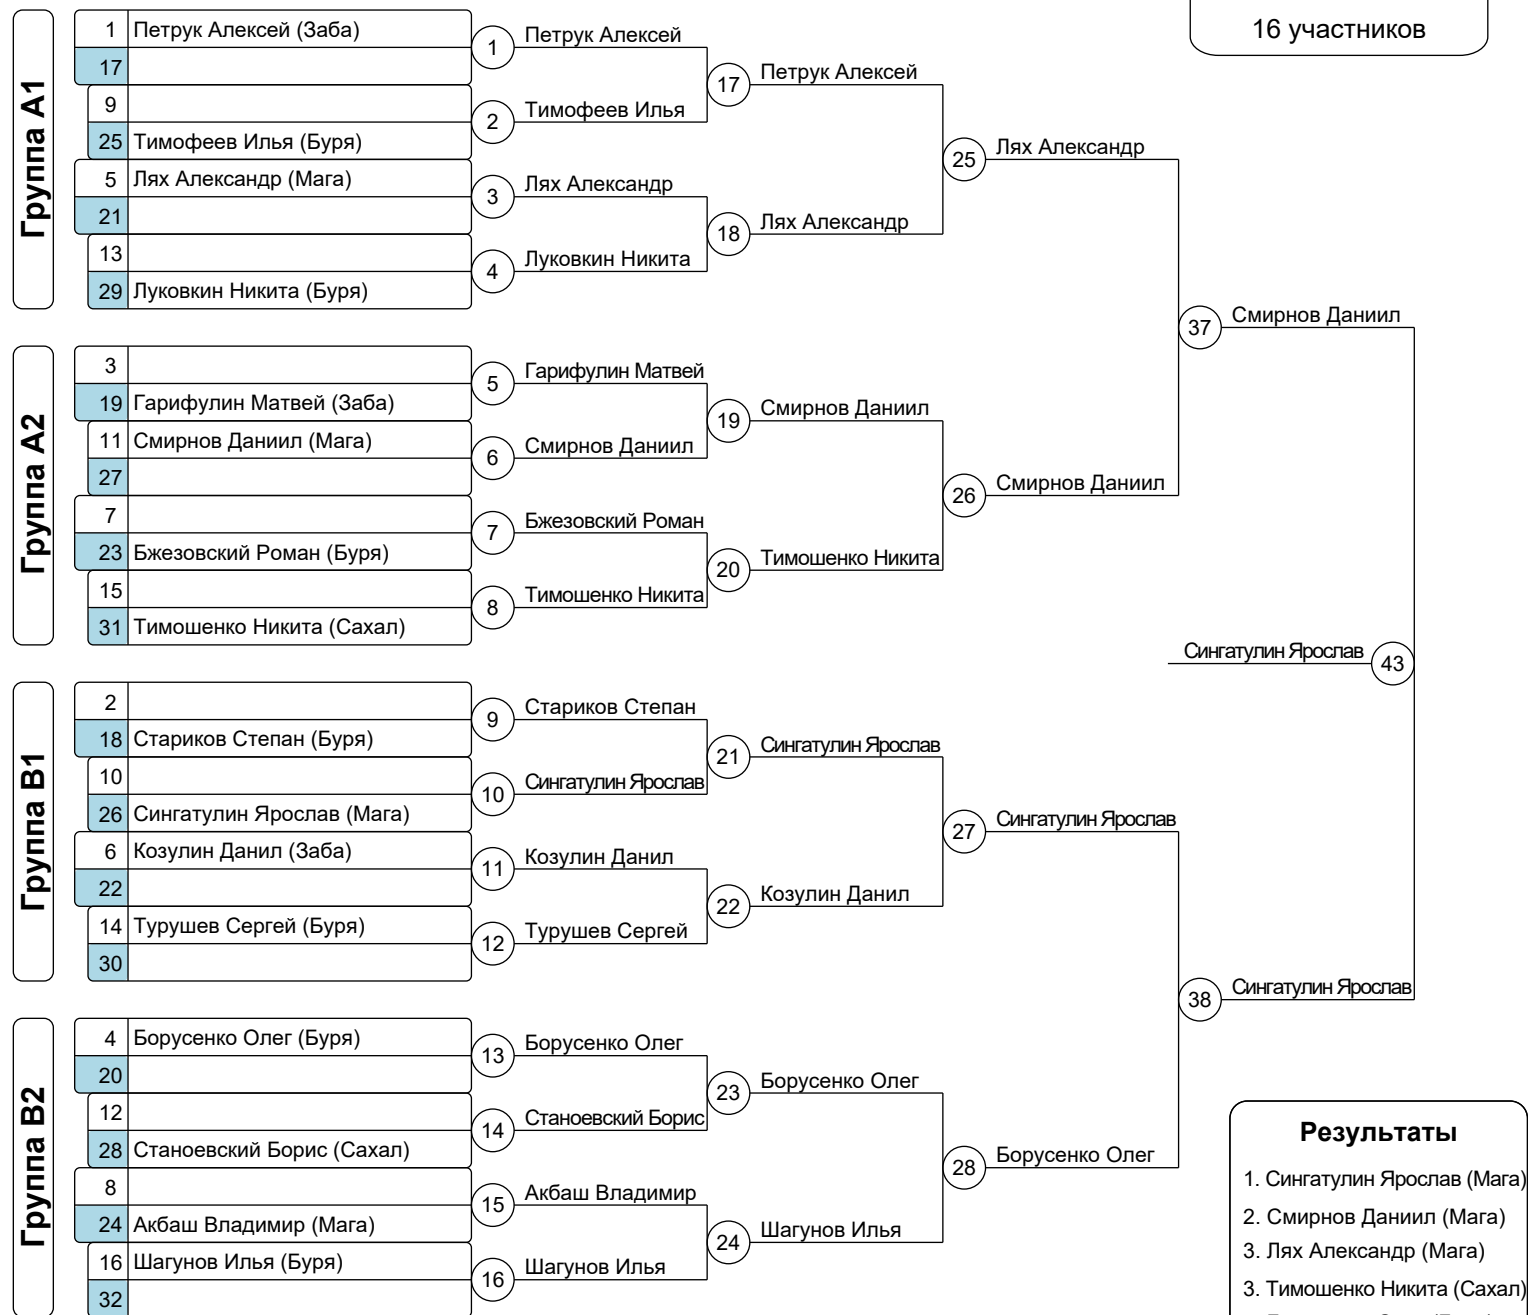 16 участников
Группа A1
1 Петрук Алексей (Заба)
17
9
25 Тимофеев Илья (Буря)
5 Лях Александр (Мага)
21
13
29 Луковкин Никита (Буря)
1 Петрук Алексей
2 Тимофеев Илья
3 Лях Александр
4 Луковкин Никита
17 Петрук Алексей
18 Лях Александр
25 Лях Александр
Группа A2
3
19 Гарифулин Матвей (Заба)
11 Смирнов Даниил (Мага)
27
7
23 Бжезовский Роман (Буря)
15
31 Тимошенко Никита (Сахал)
5 Гарифулин Матвей
6 Смирнов Даниил
7 Бжезовский Роман
8 Тимошенко Никита
19 Смирнов Даниил
20 Тимошенко Никита
26 Смирнов Даниил
37 Смирнов Даниил
Группа B1
2
18 Стариков Степан (Буря)
10
26 Сингатулин Ярослав (Мага)
6 Козулин Данил (Заба)
22
14 Турушев Сергей (Буря)
30
9 Стариков Степан
10 Сингатулин Ярослав
11 Козулин Данил
12 Турушев Сергей
21 Сингатулин Ярослав
22 Козулин Данил
27 Сингатулин Ярослав
Группа B2
4 Борусенко Олег (Буря)
20
12
28 Станоевский Борис (Сахал)
8
24 Акбаш Владимир (Мага)
16 Шагунов Илья (Буря)
32
13 Борусенко Олег
14 Станоевский Борис
15 Акбаш Владимир
16 Шагунов Илья
23 Борусенко Олег
24 Шагунов Илья
28 Борусенко Олег
38 Сингатулин Ярослав
Сингатулин Ярослав 43
Результаты
1. Сингатулин Ярослав (Мага)
2. Смирнов Даниил (Мага)
3. Лях Александр (Мага)
3. Тимошенко Никита (Сахал)